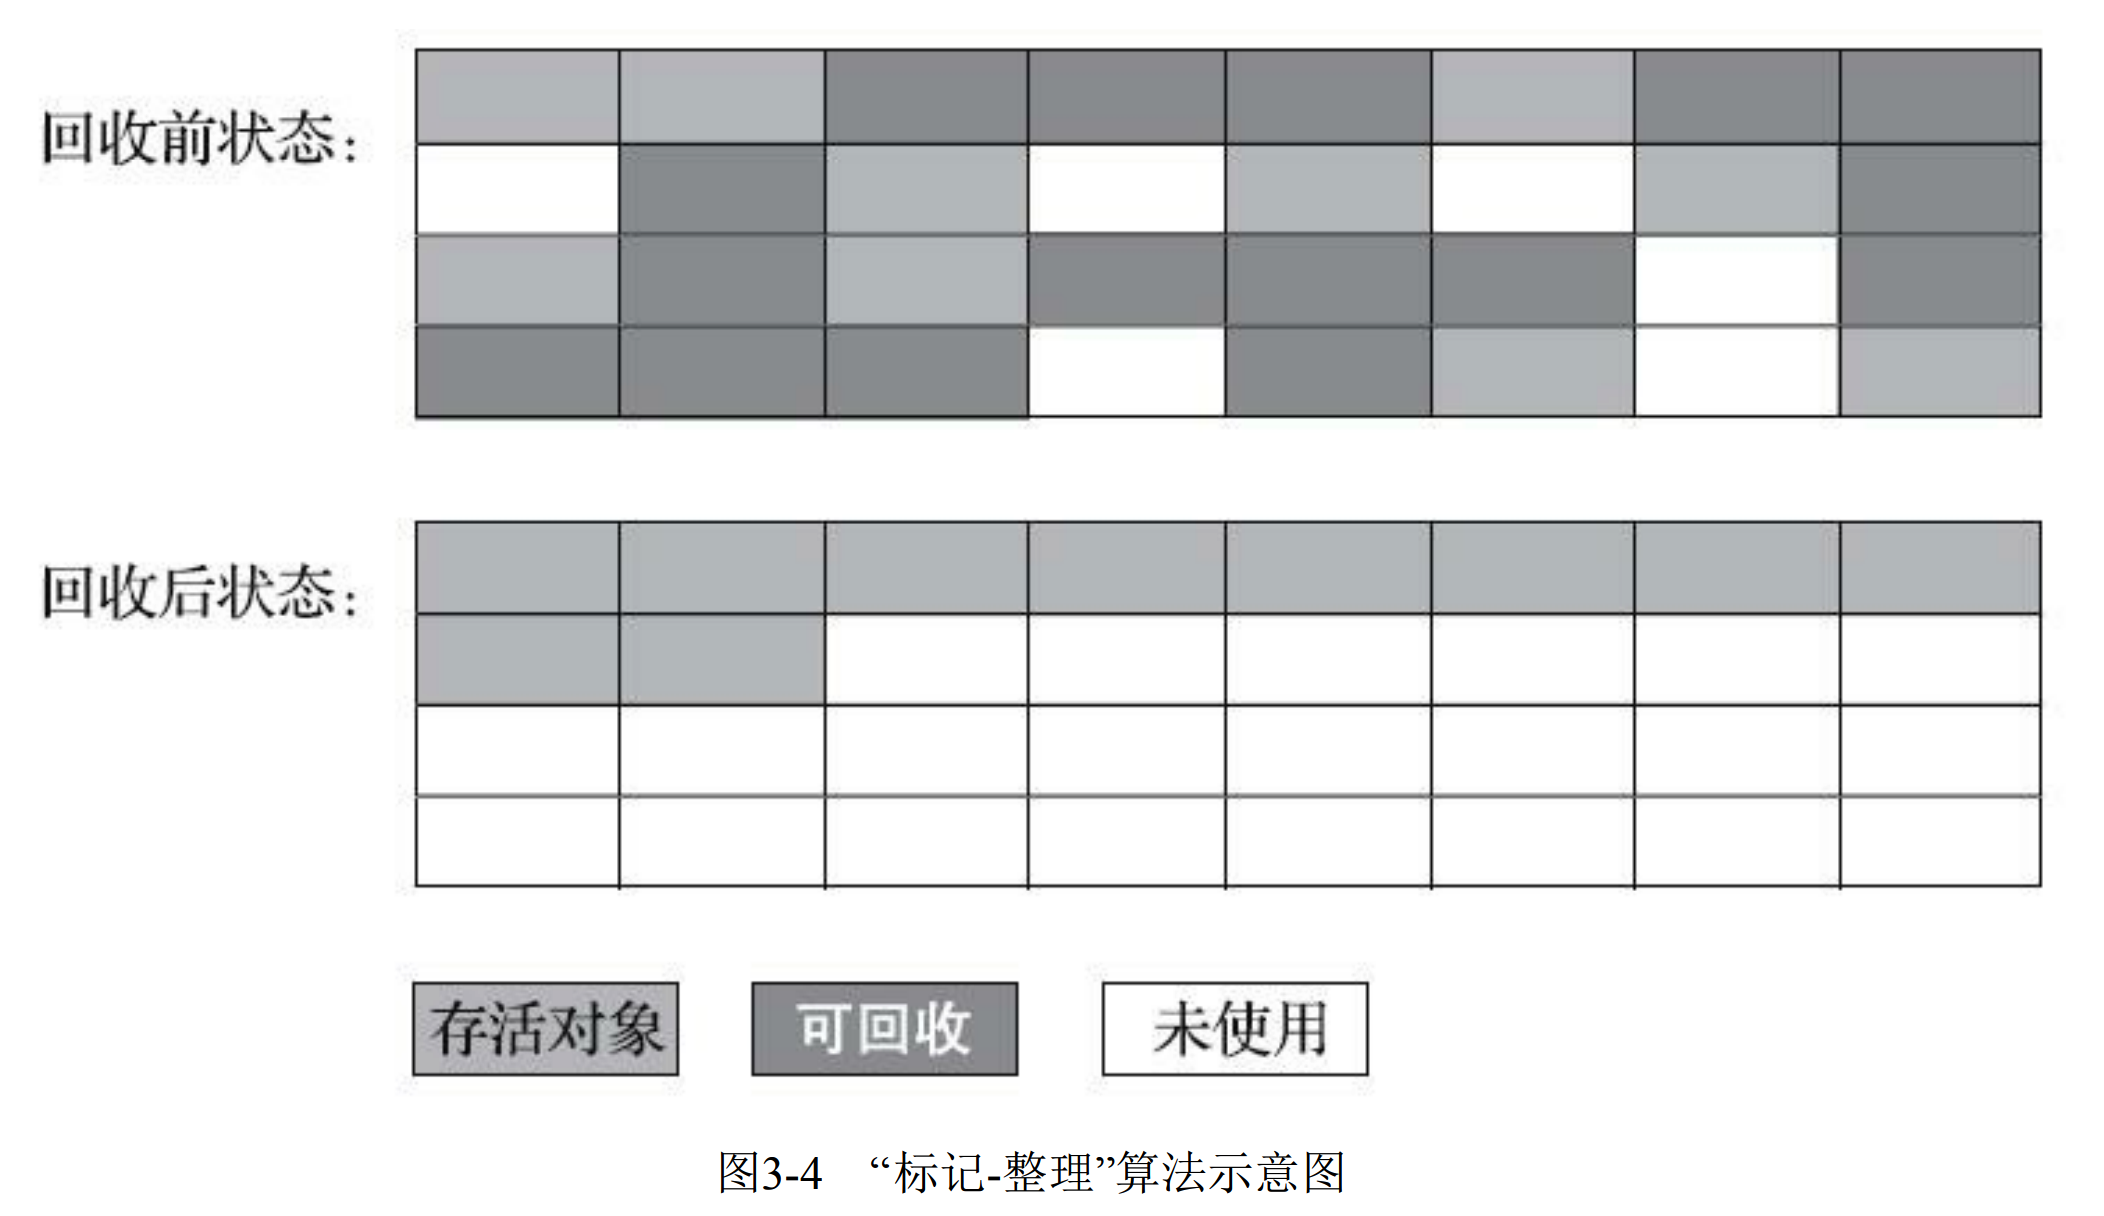 回收前状态：
回收后状态：
存活对象 可回收 未使用
图3-4 “标记-整理”算法示意图